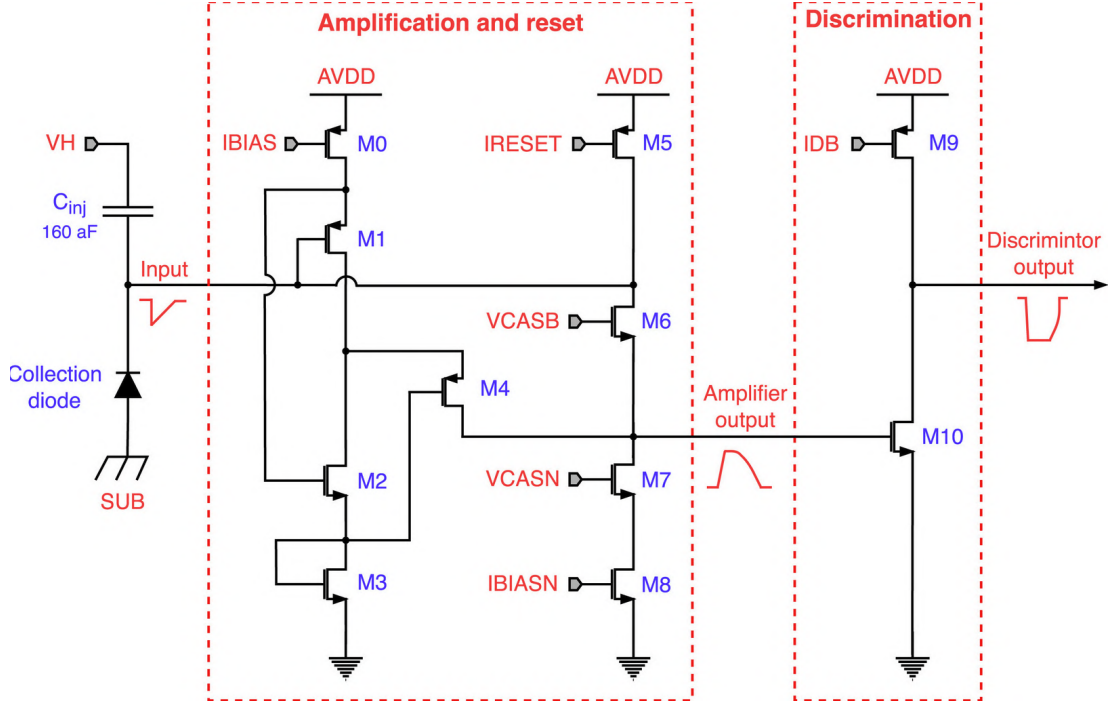 Amplification and reset
Discrimination
AVDD
AVDD
AVDD
VH
IBIAS
M0
IRESET
M5
IDB
M9
Cinj
160 aF
M1
Input
Discrimintor
output
VCASB
M6
Collection
diode
M4
Amplifier
output
M10
SUB
M2
VCASN
M7
M3
IBIASN
M8